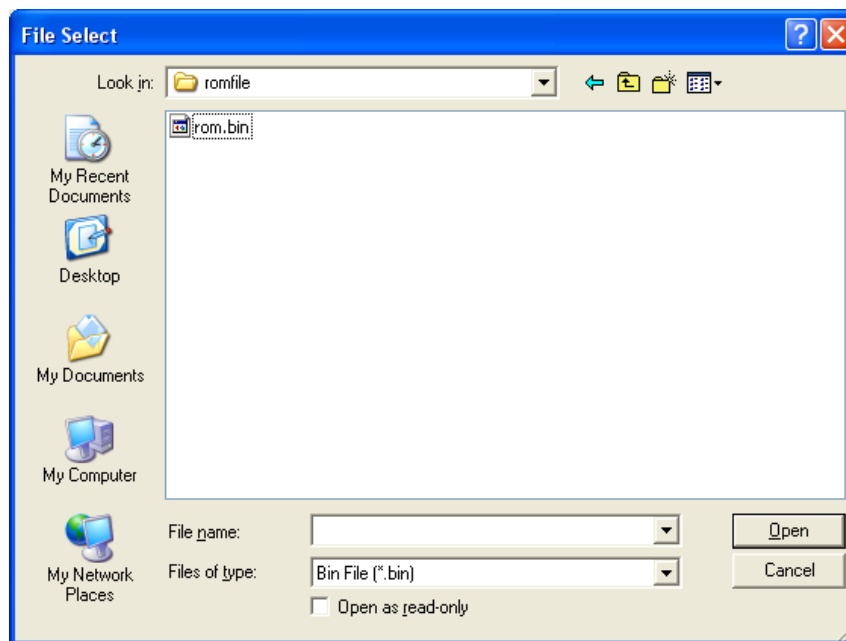 File Select
Look in: romfile
rom.bin
My Recent
Documents
Desktop
My Documents
My Computer
My Network
Places
File name:
Open
Files of type: Bin File (*.bin)
Cancel
Open as read-only